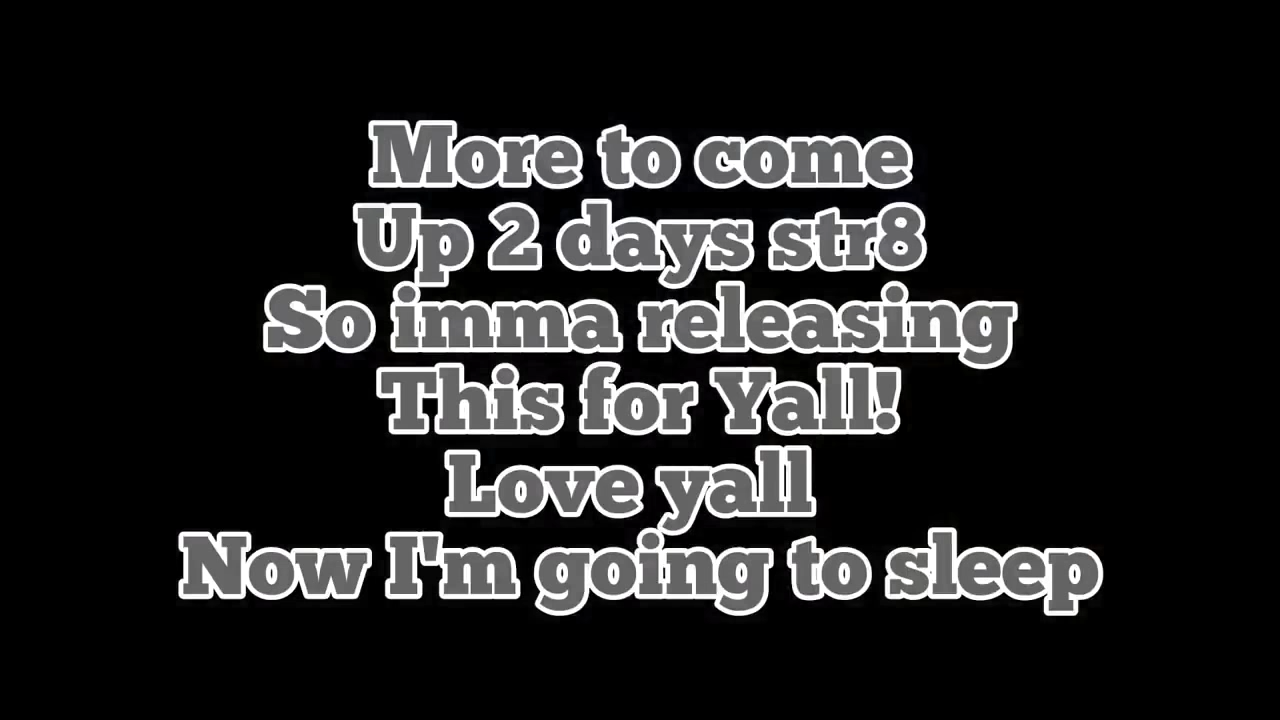 More to come
Up 2 days str8
So imma releasing
This for Yall!
Love yall
Now I'm going to sleep